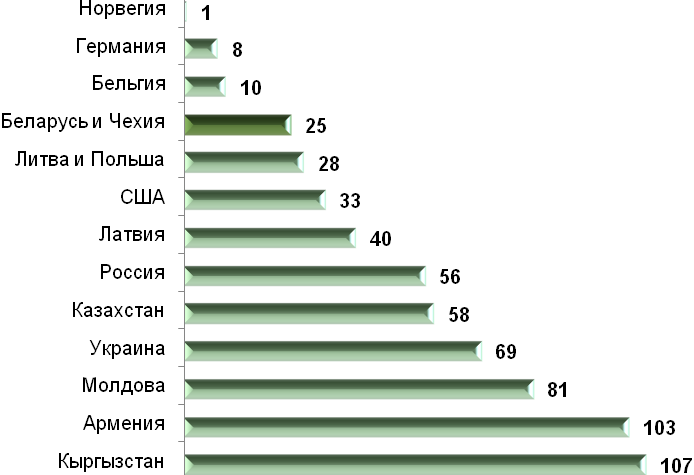 Норвегия 1
Германия 8
Бельгия 10
Беларусь и Чехия 25
Литва и Польша 28
США 33
Латвия 40
Россия 56
Казахстан 58
Украина 69
Молдова 81
Армения 103
Кыргызстан 107